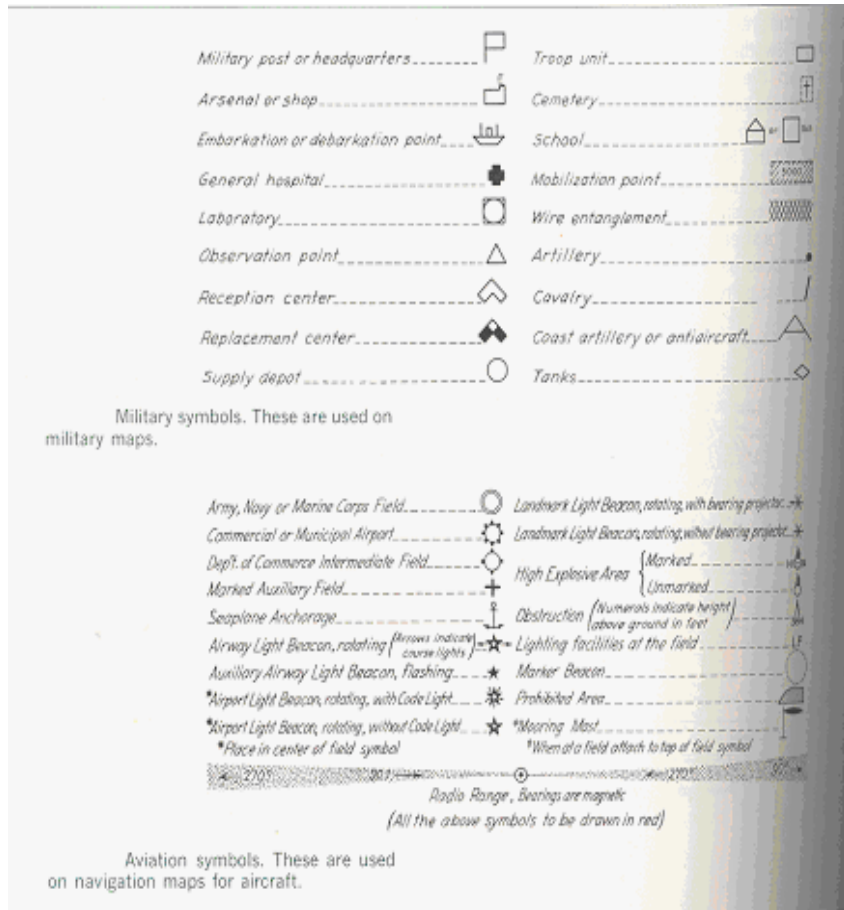 Military post or headquarters
Arsenal or shop
Embarkation or debarkation point
General hospital
Laboratory
Observation point
Reception center
Replacement center
Supply depot
Troop unit
Cemetery
School or
Mobilization point
Wire entanglement
Artillery
Cavalry
Coast artillery or antiaircraft
Tanks
Military symbols. These are used on
military maps.
Army, Navy or Marine Corps Field
Commercial or Municipal Airport
Dep't. of Commerce Intermediate Field
Marked Auxiliary Field
Seaplane Anchorage
Airway Light Beacon, rotating (Arrows indicate
course lights)
Auxiliary Airway Light Beacon, flashing
*Airport Light Beacon, rotating, with Code Light
*Airport Light Beacon, rotating, without Code Light
*Place in center of field symbol
Landmark Light Beacon, rotating, with bearing projector
Landmark Light Beacon, rotating, without bearing projector
High Explosive Area { Marked
Unmarked
Obstruction (Numerals indicate height
above ground in feet)
Lighting facilities at the field LF
Marker Beacon
Prohibited Area
Mooring Mast
When at a field attach to top of field symbol
Radio Range, Bearings are magnetic
(All the above symbols to be drawn in red)
Aviation symbols. These are used
on navigation maps for aircraft.